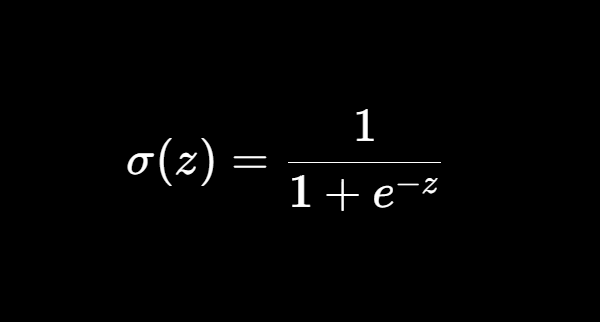 σ(z) = 1 / (1 + e^{-z})